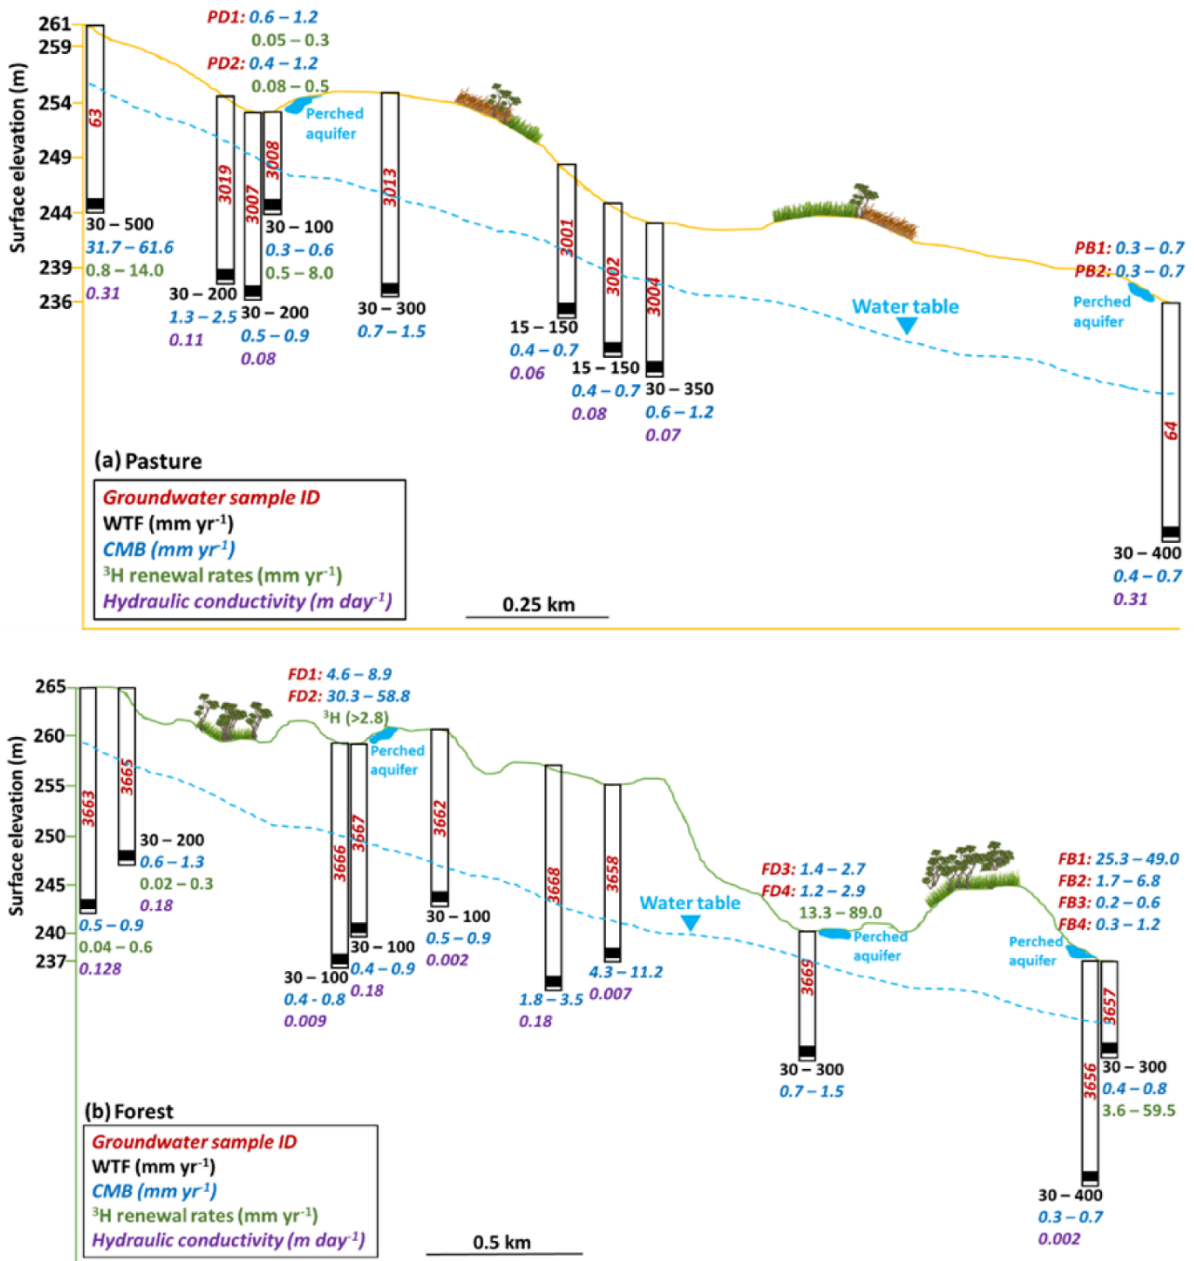 PD1: 0.6 – 1.2
0.05 – 0.3
PD2: 0.4 – 1.2
0.08 – 0.5
Perched
aquifer
Surface elevation (m)
261
259
254
249
244
239
236
63
30 – 500
31.7 – 61.6
0.8 – 14.0
0.31
3019
30 – 200
1.3 – 2.5
0.11
3007
30 – 200
0.5 – 0.9
0.08
3008
30 – 100
0.3 – 0.6
0.5 – 8.0
3013
30 – 300
0.7 – 1.5
3001
15 – 150
0.4 – 0.7
0.06
3002
15 – 150
0.4 – 0.7
0.08
3004
30 – 350
0.6 – 1.2
0.07
Water table
PB1: 0.3 – 0.7
PB2: 0.3 – 0.7
Perched
aquifer
64
30 – 400
0.4 – 0.7
0.31
(a) Pasture
Groundwater sample ID
WTF (mm yr⁻¹)
CMB (mm yr⁻¹)
³H renewal rates (mm yr⁻¹)
Hydraulic conductivity (m day⁻¹)
0.25 km
FD1: 4.6 – 8.9
FD2: 30.3 – 58.8
³H (>2.8)
Perched
aquifer
Surface elevation (m)
265
260
255
250
245
240
237
3663
0.5 – 0.9
0.04 – 0.6
0.128
3665
30 – 200
0.6 – 1.3
0.02 – 0.3
0.18
3666
30 – 100
0.4 - 0.8
0.009
3667
30 – 100
0.4 – 0.9
0.18
3662
30 – 100
0.5 – 0.9
0.002
3668
1.8 – 3.5
0.18
3658
4.3 – 11.2
0.007
Water table
FD3: 1.4 – 2.7
FD4: 1.2 – 2.9
13.3 – 89.0
Perched
aquifer
3669
30 – 300
0.7 – 1.5
FB1: 25.3 – 49.0
FB2: 1.7 – 6.8
FB3: 0.2 – 0.6
FB4: 0.3 – 1.2
Perched
aquifer
3657
30 – 300
0.4 – 0.8
3.6 – 59.5
3656
30 – 400
0.3 – 0.7
0.002
(b) Forest
Groundwater sample ID
WTF (mm yr⁻¹)
CMB (mm yr⁻¹)
³H renewal rates (mm yr⁻¹)
Hydraulic conductivity (m day⁻¹)
0.5 km